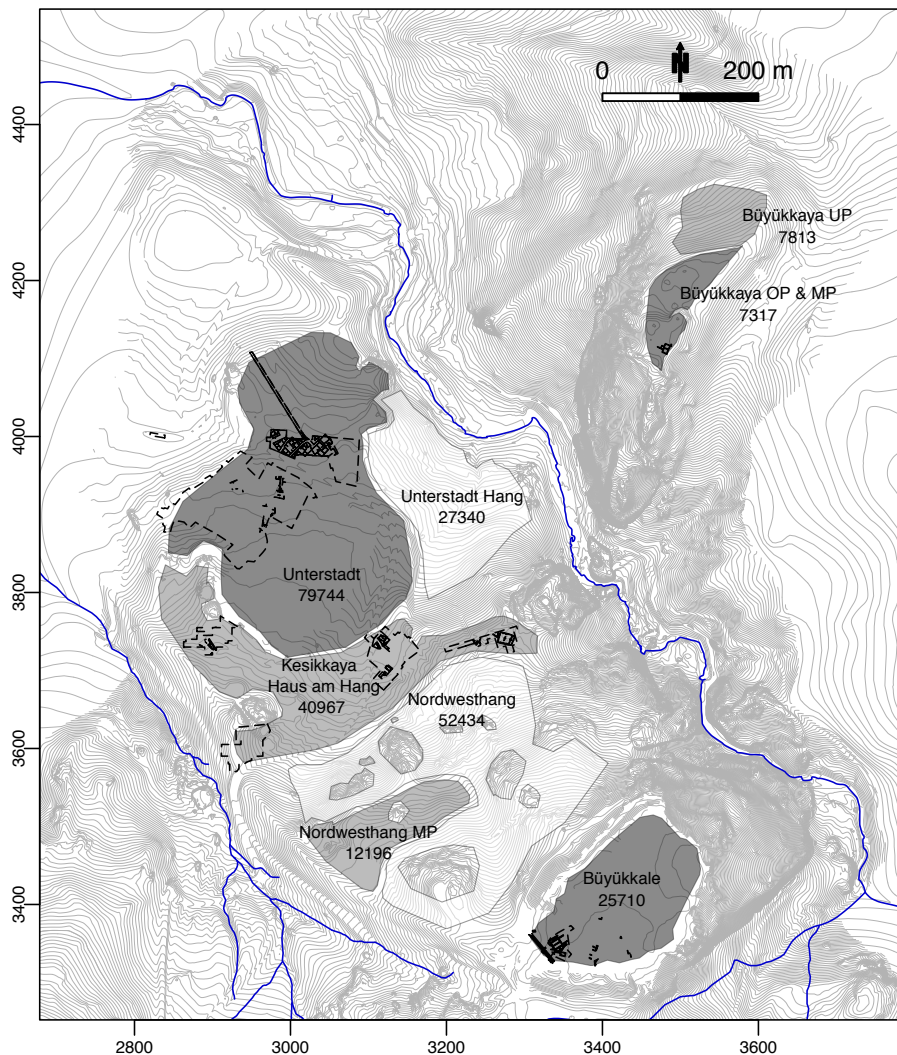 N
0 200 m
4400
4200
4000
3800
3600
3400
Büyükkaya UP
7813
Büyükkaya OP & MP
7317
Unterstadt Hang
27340
Unterstadt
79744
Kesikkaya
Haus am Hang
40967
Nordwesthang
52434
Nordwesthang MP
12196
Büyükkale
25710
2800 3000 3200 3400 3600